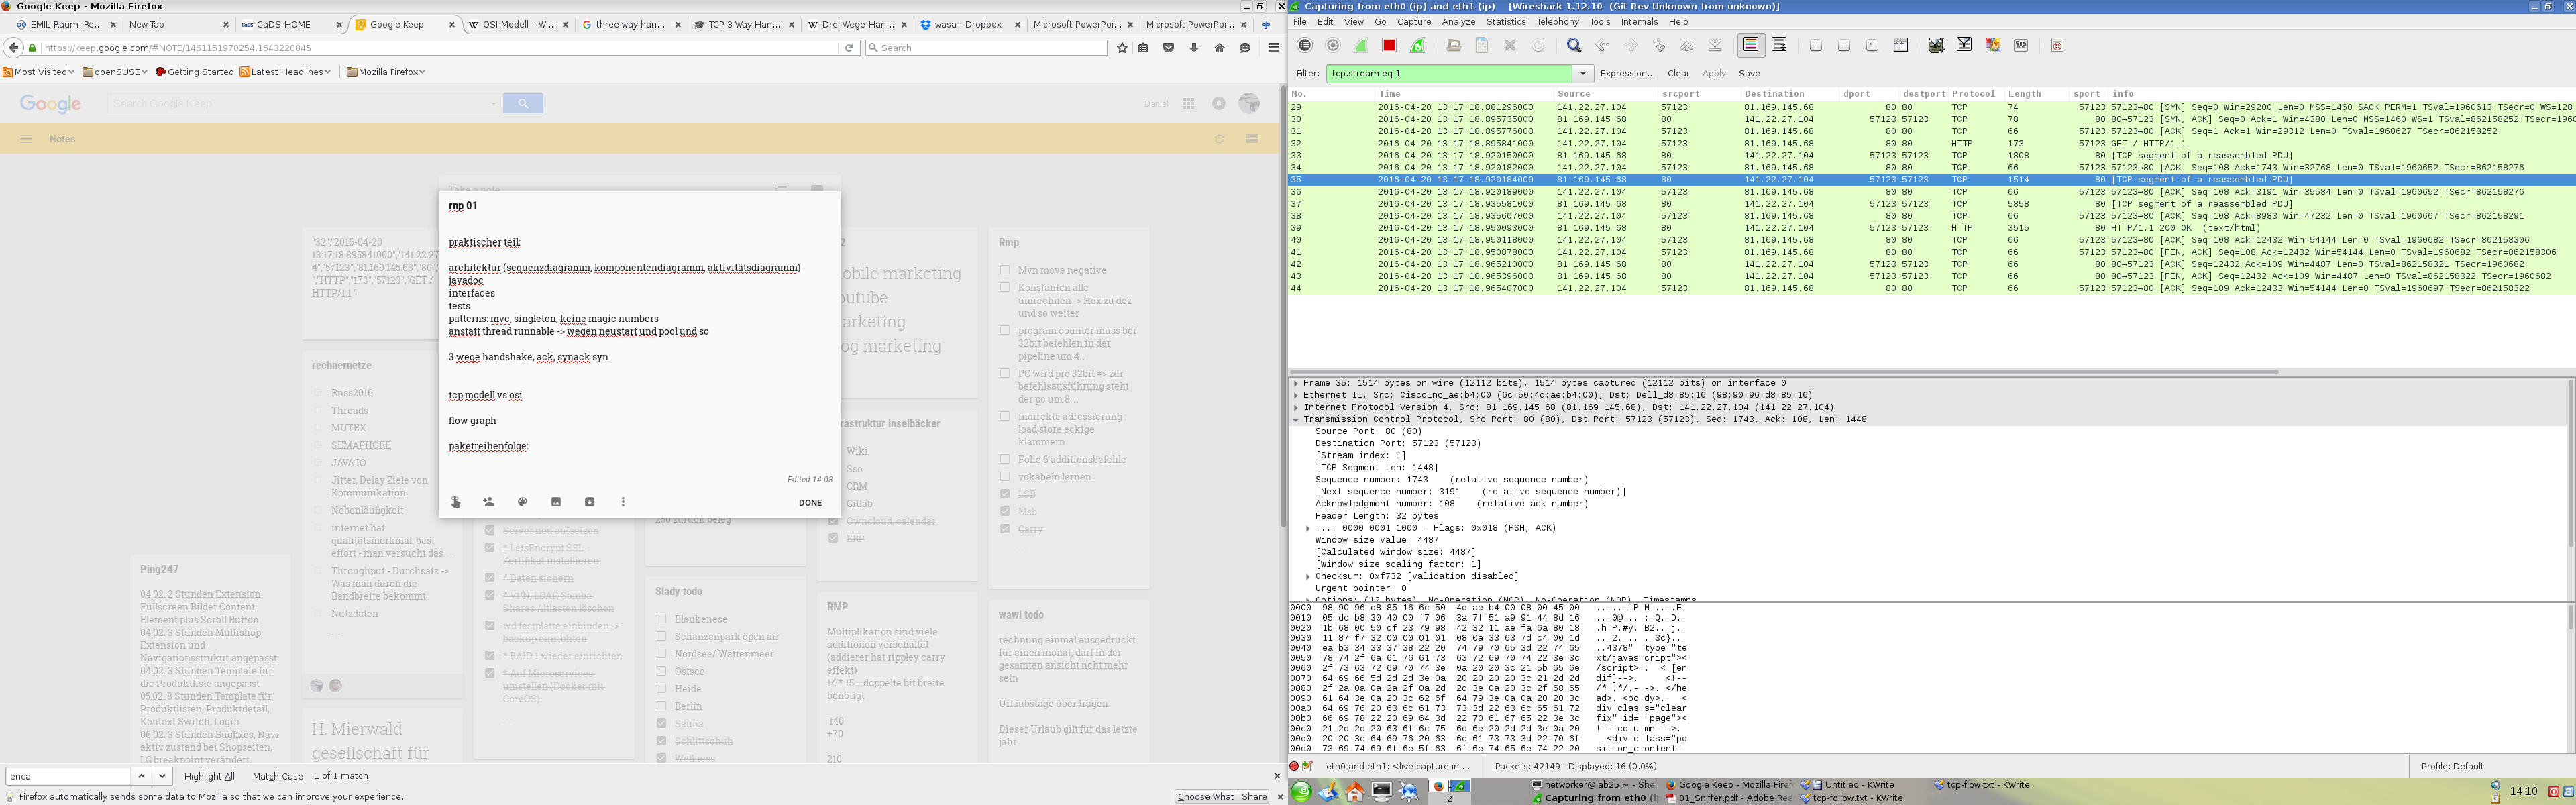 Google Keep - Mozilla Firefox
EMIL-Raum: Re...
New Tab
CaDS-HOME
Google Keep
OSI-Modell – Wi...
three way han...
TCP 3-Way Han...
Drei-Wege-Han...
wasa - Dropbox
Microsoft PowerPoi...
Microsoft PowerPoi...
https://keep.google.com/#NOTE/1461151970254.1643220845
Search
Most Visited
openSUSE
Getting Started
Latest Headlines
Mozilla Firefox
Google
Search Google Keep
Daniel
Notes
Take a note
rnp 01
praktischer teil:
architektur (sequenzdiagramm, komponentendiagramm, aktivitätsdiagramm)
javadoc
interfaces
tests
patterns: mvc, singleton, keine magic numbers
anstatt thread runnable -> wegen neustart und pool und so
3 wege handshake, ack, synack syn
tcp modell vs osi
flow graph
paketreihenfolge:
Edited 14:08
DONE
"32","2016-04-20
13:17:18.895841000","141.22.27
4","57123","81.169.145.68","80",
","HTTP","173","57123","GET /
HTTP/1.1 "
rechnernetze
Rnss2016
Threads
MUTEX
SEMAPHORE
JAVA IO
Jitter, Delay Ziele von
Kommunikation
Nebenläufigkeit
internet hat
qualitätsmerkmal: best
effort - man versucht das...
Throughput - Durchsatz ->
Was man durch die
Bandbreite bekommt
Nutzdaten
H. Mierwald
gesellschaft für
Ping247
04.02. 2 Stunden Extension
Fullscreen Bilder Content
Element plus Scroll Button
04.02. 3 Stunden Multishop
Extension und
Navigationsstrukur angepasst
04.02. 3 Stunden Template für
die Produktliste angepasst
05.02. 8 Stunden Template für
Produktlisten, Produktdetail,
Kontext Switch, Login
06.02. 3 Stunden Bugfixes, Navi
aktiv zustand bei Shopseiten,
LG breakpoint verändert,
Server neu aufsetzen
* LetsEncrypt SSL
Zertifikat installieren
* Daten sichern
* VPN, LDAP, Samba
Shares Altlasten löschen
wd festplatte einbinden ->
backup einrichten
* RAID 1 wieder einrichten
* Auf Microservices
umstellen (Docker mit
CoreOS)
250 zurück beleg
Slady todo
Blankenese
Schanzenpark open air
Nordsee/ Wattenmeer
Ostsee
Heide
Berlin
Sauna
Schlittschuh
Wellness
2
obile marketing
outube
arketing
og marketing
rastruktur inselbäcker
Wiki
Sso
CRM
Gitlab
Owncloud, calendar
ERP
RMP
Multiplikation sind viele
additionen verschaltet
(addierer hat rippley carry
effekt)
14 * 15 = doppelte bit breite
benötigt
140
+70
210
Rmp
Mvn move negative
Konstanten alle
umrechnen -> Hex zu dez
und so weiter
program counter muss bei
32bit befehlen in der
pipeline um 4...
PC wird pro 32bit => zur
befehlsausführung steht
der pc um 8...
indirekte adressierung :
load,store eckige
klammern
Folie 6 additionsbefehle
vokabeln lernen
LSB
Msb
Carry
wawi todo
rechnung einmal ausgedruckt
für einen monat, darf in der
gesamten ansicht ncht mehr
sein
Urlaubstage über tragen
Dieser Urlaub gilt für das letzte
jahr
enca
Highlight All
Match Case
1 of 1 match
Firefox automatically sends some data to Mozilla so that we can improve your experience.
Choose What I Share
Capturing from eth0 (ip) and eth1 (ip) [Wireshark 1.12.10 (Git Rev Unknown from unknown)]
File Edit View Go Capture Analyze Statistics Telephony Tools Internals Help
Filter: tcp.stream eq 1 Expression... Clear Apply Save
No. Time Source srcport Destination dport destport Protocol Length sport info
29 2016-04-20 13:17:18.881296000 141.22.27.104 57123 81.169.145.68 80 80 TCP 74 57123 57123→80 [SYN] Seq=0 Win=29200 Len=0 MSS=1460 SACK_PERM=1 TSval=1960613 TSecr=0 WS=128
30 2016-04-20 13:17:18.895735000 81.169.145.68 80 141.22.27.104 57123 57123 TCP 78 80 80→57123 [SYN, ACK] Seq=0 Ack=1 Win=4380 Len=0 MSS=1460 WS=1 TSval=862158252 TSecr=1960
31 2016-04-20 13:17:18.895776000 141.22.27.104 57123 81.169.145.68 80 80 TCP 66 57123 57123→80 [ACK] Seq=1 Ack=1 Win=29312 Len=0 TSval=1960627 TSecr=862158252
32 2016-04-20 13:17:18.895841000 141.22.27.104 57123 81.169.145.68 80 80 HTTP 173 57123 GET / HTTP/1.1
33 2016-04-20 13:17:18.920150000 81.169.145.68 80 141.22.27.104 57123 57123 TCP 1808 80 [TCP segment of a reassembled PDU]
34 2016-04-20 13:17:18.920182000 141.22.27.104 57123 81.169.145.68 80 80 TCP 66 57123 57123→80 [ACK] Seq=108 Ack=1743 Win=32768 Len=0 TSval=1960652 TSecr=862158276
35 2016-04-20 13:17:18.920184000 81.169.145.68 80 141.22.27.104 57123 57123 TCP 1514 80 [TCP segment of a reassembled PDU]
36 2016-04-20 13:17:18.920189000 141.22.27.104 57123 81.169.145.68 80 80 TCP 66 57123 57123→80 [ACK] Seq=108 Ack=3191 Win=35584 Len=0 TSval=1960652 TSecr=862158276
37 2016-04-20 13:17:18.935581000 81.169.145.68 80 141.22.27.104 57123 57123 TCP 5858 80 [TCP segment of a reassembled PDU]
38 2016-04-20 13:17:18.935607000 141.22.27.104 57123 81.169.145.68 80 80 TCP 66 57123 57123→80 [ACK] Seq=108 Ack=8983 Win=47232 Len=0 TSval=1960667 TSecr=862158291
39 2016-04-20 13:17:18.950093000 81.169.145.68 80 141.22.27.104 57123 57123 HTTP 3515 80 HTTP/1.1 200 OK (text/html)
40 2016-04-20 13:17:18.950118000 141.22.27.104 57123 81.169.145.68 80 80 TCP 66 57123 57123→80 [ACK] Seq=108 Ack=12432 Win=54144 Len=0 TSval=1960682 TSecr=862158306
41 2016-04-20 13:17:18.950878000 141.22.27.104 57123 81.169.145.68 80 80 TCP 66 57123 57123→80 [FIN, ACK] Seq=108 Ack=12432 Win=54144 Len=0 TSval=1960682 TSecr=862158306
42 2016-04-20 13:17:18.965210000 81.169.145.68 80 141.22.27.104 57123 57123 TCP 66 80 80→57123 [ACK] Seq=12432 Ack=109 Win=4487 Len=0 TSval=862158321 TSecr=1960682
43 2016-04-20 13:17:18.965396000 81.169.145.68 80 141.22.27.104 57123 57123 TCP 66 80 80→57123 [FIN, ACK] Seq=12432 Ack=109 Win=4487 Len=0 TSval=862158322 TSecr=1960682
44 2016-04-20 13:17:18.965407000 141.22.27.104 57123 81.169.145.68 80 80 TCP 66 57123 57123→80 [ACK] Seq=109 Ack=12433 Win=54144 Len=0 TSval=1960697 TSecr=862158322
Frame 35: 1514 bytes on wire (12112 bits), 1514 bytes captured (12112 bits) on interface 0
Ethernet II, Src: CiscoInc_ae:b4:00 (6c:50:4d:ae:b4:00), Dst: Dell_d8:85:16 (98:90:96:d8:85:16)
Internet Protocol Version 4, Src: 81.169.145.68 (81.169.145.68), Dst: 141.22.27.104 (141.22.27.104)
Transmission Control Protocol, Src Port: 80 (80), Dst Port: 57123 (57123), Seq: 1743, Ack: 108, Len: 1448
Source Port: 80 (80)
Destination Port: 57123 (57123)
[Stream index: 1]
[TCP Segment Len: 1448]
Sequence number: 1743 (relative sequence number)
[Next sequence number: 3191 (relative sequence number)]
Acknowledgment number: 108 (relative ack number)
Header Length: 32 bytes
.... 0000 0001 1000 = Flags: 0x018 (PSH, ACK)
Window size value: 4487
[Calculated window size: 4487]
[Window size scaling factor: 1]
Checksum: 0xf732 [validation disabled]
Urgent pointer: 0
Options: (12 bytes), No-Operation (NOP), No-Operation (NOP), Timestamps
0000 98 90 96 d8 85 16 6c 50 4d ae b4 00 08 00 45 00 ......lP M.....E.
0010 05 dc b8 30 40 00 f7 06 3a 7f 51 a9 91 44 8d 16 ...0@... :.Q..D..
0020 1b 68 00 50 df 23 79 98 42 32 11 ae fa 6a 80 18 .h.P.#y. B2...j..
0030 11 87 f7 32 00 00 01 01 08 0a 33 63 7d c4 00 1d ...2.... ..3c}...
0040 ea b3 34 33 37 38 22 20 74 79 70 65 3d 22 74 65 ..4378" type="te
0050 78 74 2f 6a 61 76 61 73 63 72 69 70 74 22 3e 3c xt/javas cript"><
0060 2f 73 63 72 69 70 74 3e 0a 20 20 3c 21 5b 65 6e /script> . <![en
0070 64 69 66 5d 2d 2d 3e 0a 20 20 20 20 3c 21 2d 2d dif]-->. <!--
0080 2f 2a 0a 0a 2a 2f 0a 2d 2d 3e 0a 20 3c 2f 68 65 /*..*/.- ->. </he
0090 61 64 3e 0a 20 3c 62 6f 64 79 3e 0a 0a 20 20 3c ad>. <bo dy>.. <
00a0 64 69 76 20 63 6c 61 73 73 3d 22 63 6c 65 61 72 div clas s="clear
00b0 66 69 78 22 20 69 64 3d 22 70 61 67 65 22 3e 3c fix" id= "page"><
00c0 21 2d 2d 20 63 6f 6c 75 6d 6e 20 2d 2d 3e 0a 20 !-- colu mn -->.
00d0 20 20 3c 64 69 76 20 63 6c 61 73 73 3d 22 70 6f <div c lass="po
00e0 73 69 74 69 6f 6e 5f 63 6f 6e 74 65 6e 74 22 20 sition_c ontent"
eth0 and eth1: <live capture in ...
Packets: 42149 · Displayed: 16 (0.0%)
Profile: Default
2
networker@lab25:~ - Shell
Capturing from eth0 (ip
Google Keep - Mozilla Firef
01_Sniffer.pdf - Adobe Rea
Untitled - KWrite
tcp-follow.txt - KWrite
tcp-flow.txt - KWrite
14:10